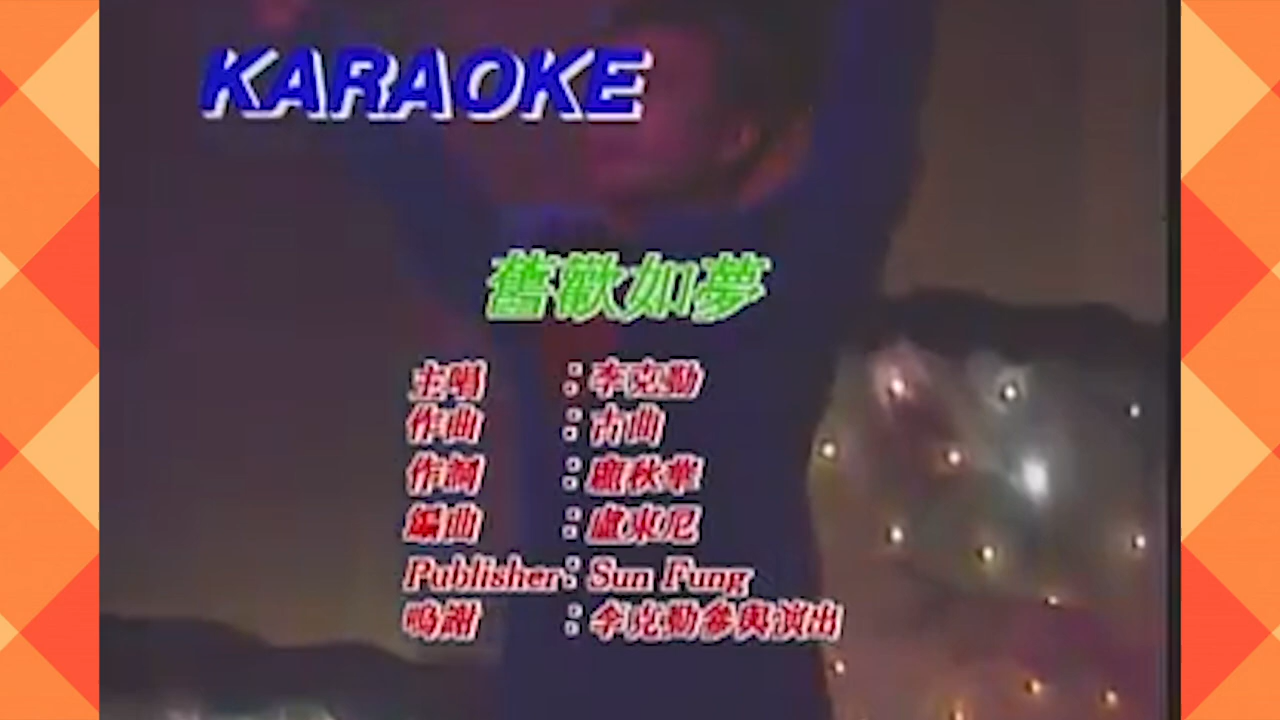 KARAOKE
舊歡如夢
主唱 : 李克勤
作曲 : 古曲
作詞 : 龐秋華
編曲 : 盧東尼
Publisher : Sun Fung
鳴謝 : 李克勤參與演出